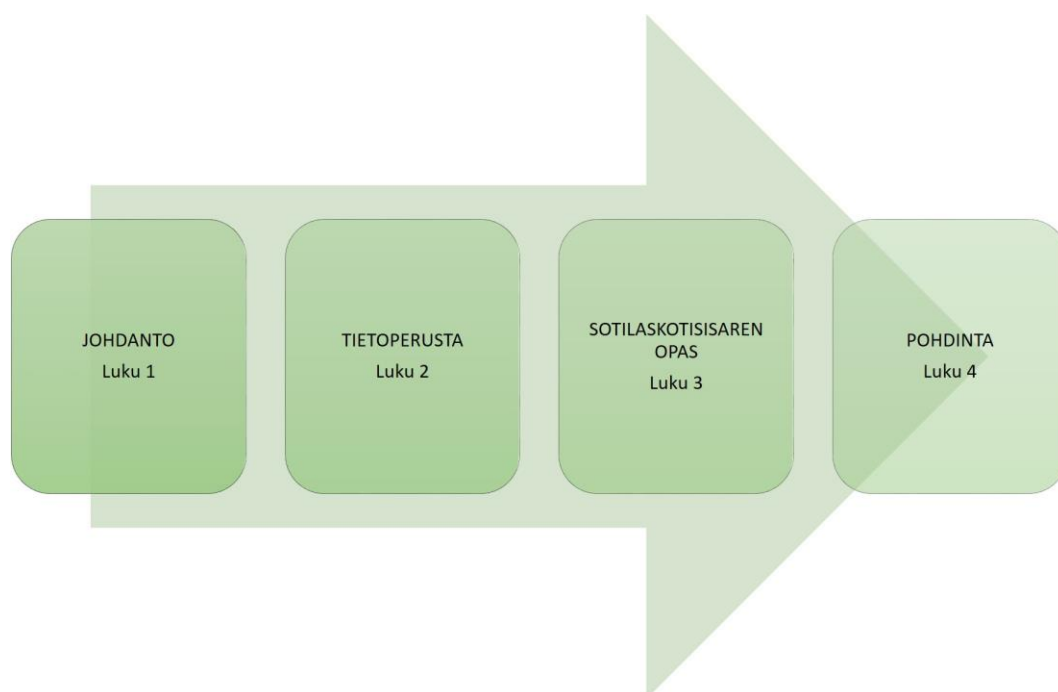 JOHDANTO
Luku 1
TIETOPERUSTA
Luku 2
SOTILASKOTISISAREN
OPAS
Luku 3
POHDINTA
Luku 4